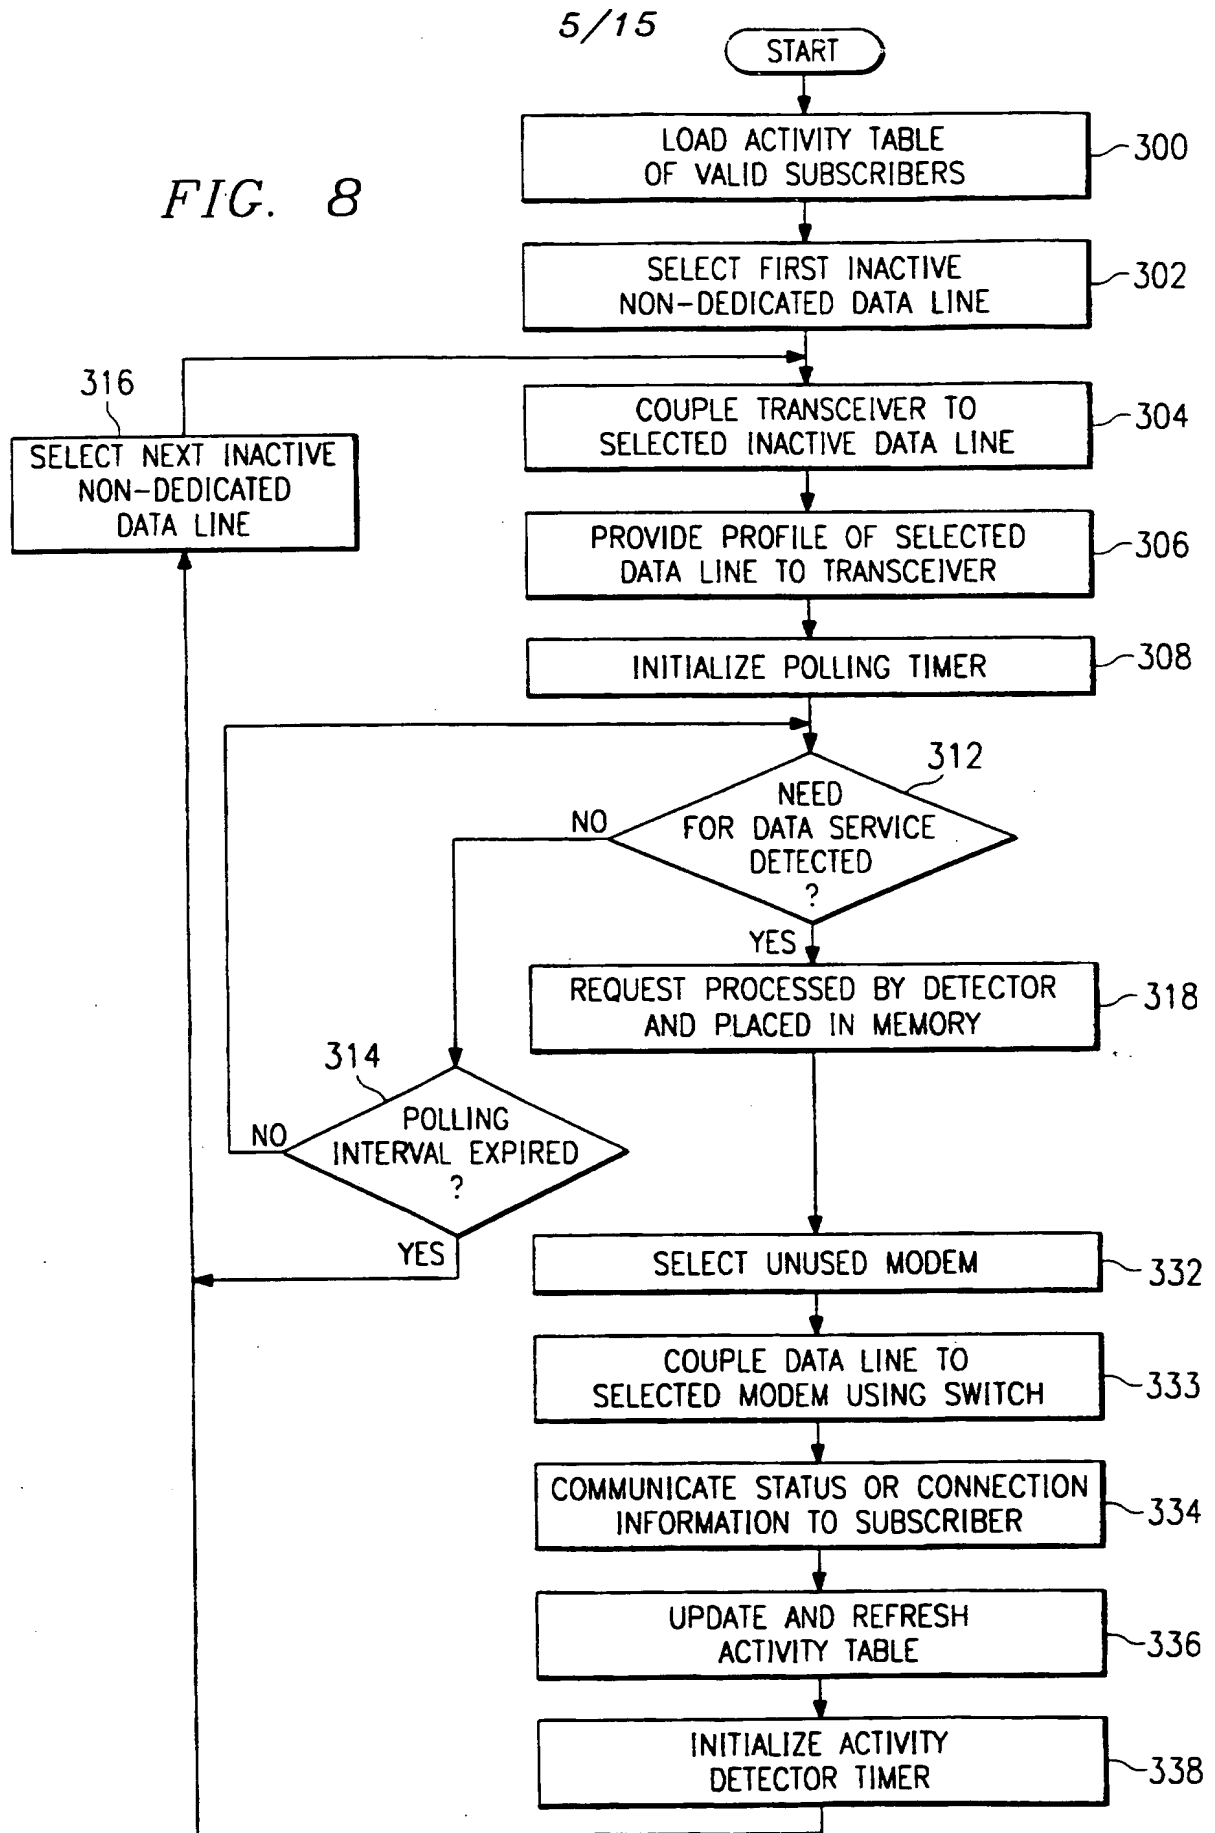 5/15
START
LOAD ACTIVITY TABLE
OF VALID SUBSCRIBERS
300
FIG. 8
SELECT FIRST INACTIVE
NON-DEDICATED DATA LINE
302
316
SELECT NEXT INACTIVE
NON-DEDICATED
DATA LINE
COUPLE TRANSCEIVER TO
SELECTED INACTIVE DATA LINE
304
PROVIDE PROFILE OF SELECTED
DATA LINE TO TRANSCEIVER
306
INITIALIZE POLLING TIMER
308
312
NEED
FOR DATA SERVICE
DETECTED
?
NO
YES
REQUEST PROCESSED BY DETECTOR
AND PLACED IN MEMORY
318
314
POLLING
INTERVAL EXPIRED
?
NO
YES
SELECT UNUSED MODEM
332
COUPLE DATA LINE TO
SELECTED MODEM USING SWITCH
333
COMMUNICATE STATUS OR CONNECTION
INFORMATION TO SUBSCRIBER
334
UPDATE AND REFRESH
ACTIVITY TABLE
336
INITIALIZE ACTIVITY
DETECTOR TIMER
338